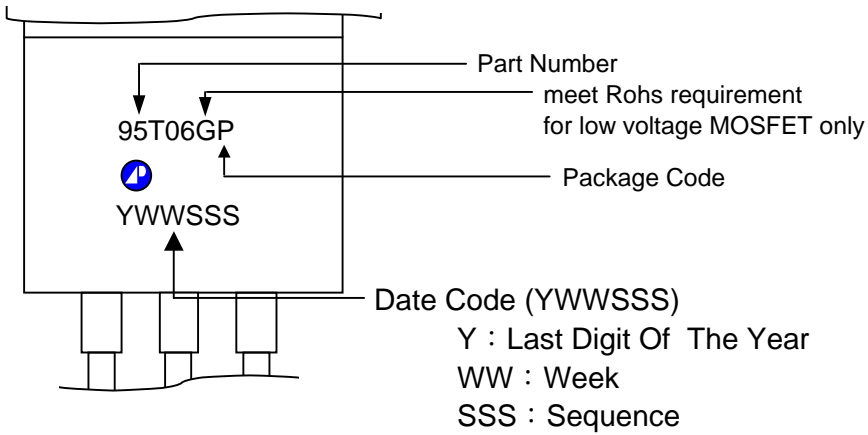 Part Number
meet Rohs requirement
for low voltage MOSFET only
95T06GP
Package Code
YWWSSS
Date Code (YWWSSS)
Y：Last Digit Of The Year
WW：Week
SSS：Sequence